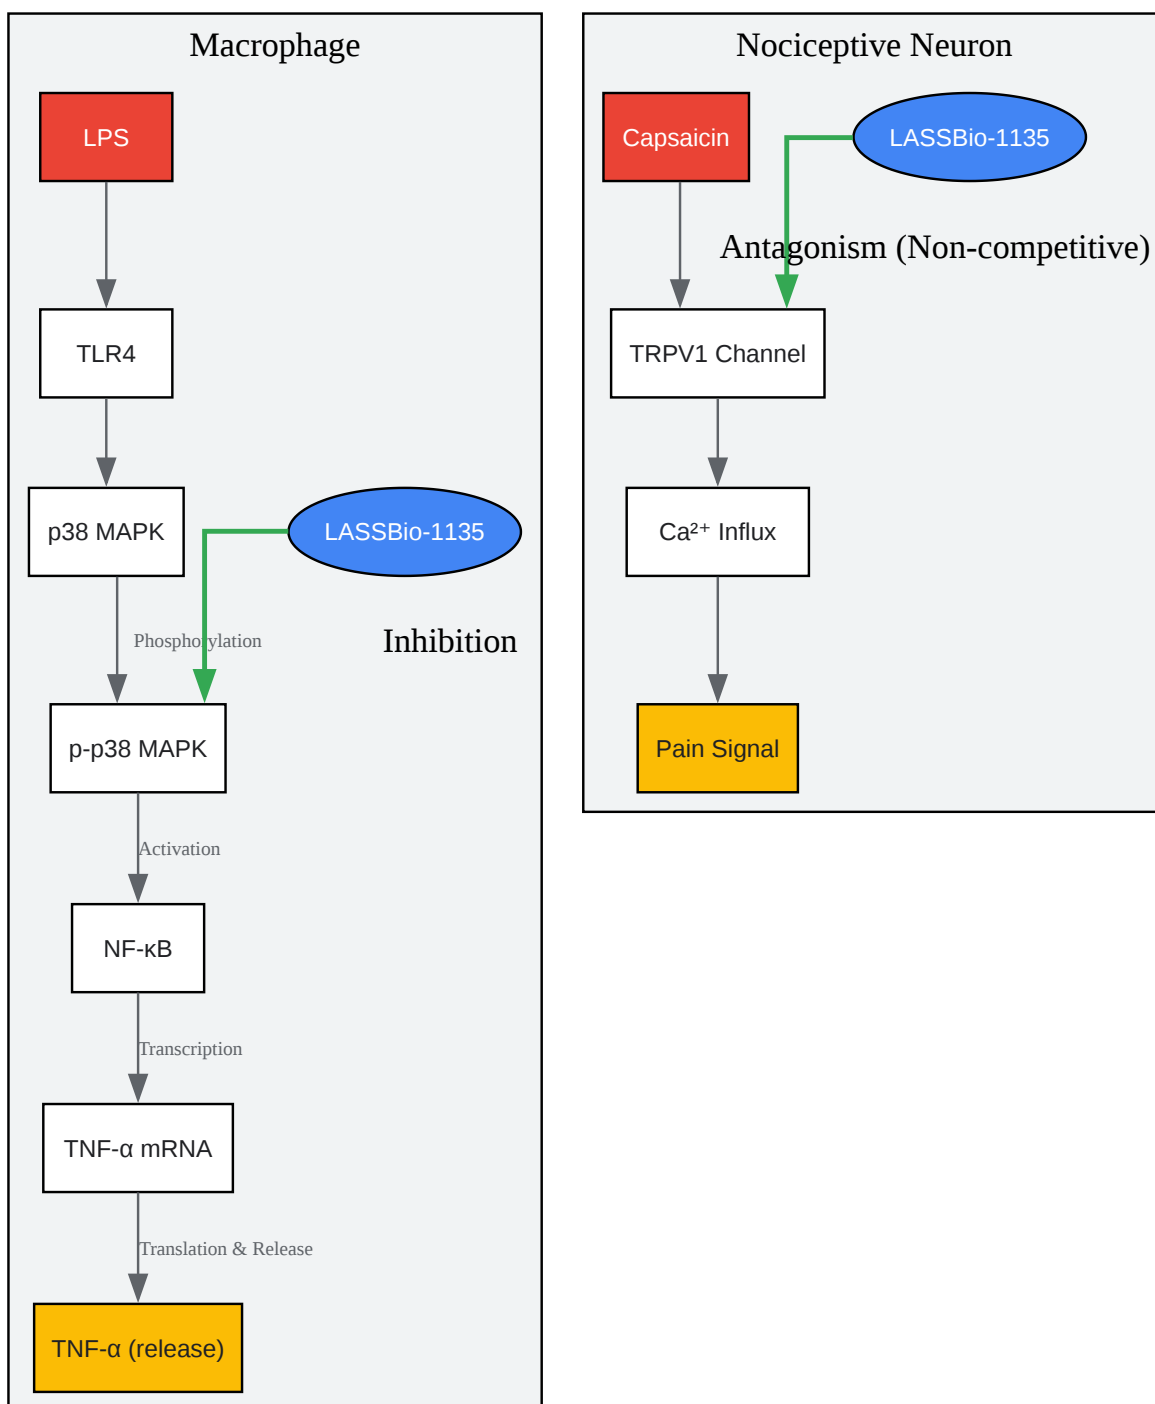 Macrophage
LPS
TLR4
p38 MAPK
LASSBio-1135
Phosphorylation
Inhibition
p-p38 MAPK
Activation
NF-κB
Transcription
TNF-α mRNA
Translation & Release
TNF-α (release)
Nociceptive Neuron
Capsaicin
LASSBio-1135
Antagonism (Non-competitive)
TRPV1 Channel
Ca²⁺ Influx
Pain Signal